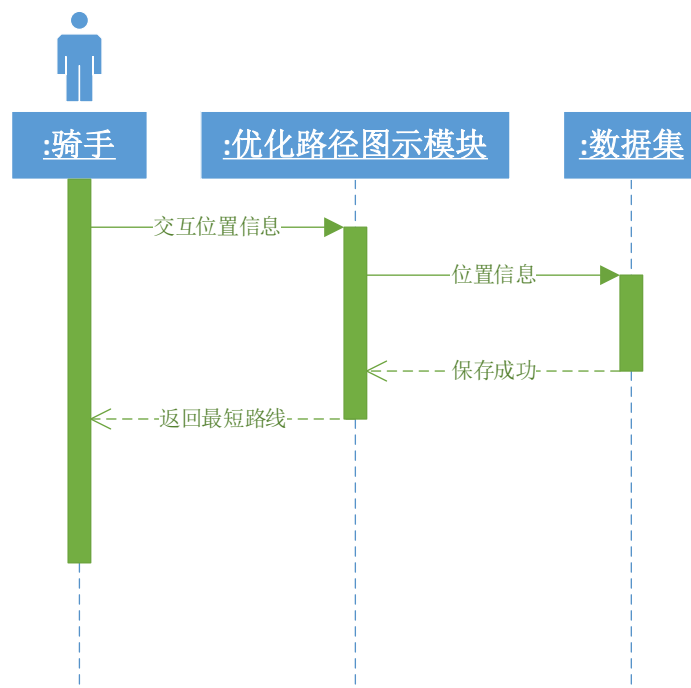 :骑手
:优化路径图示模块
:数据集
交互位置信息
位置信息
保存成功
返回最短路线